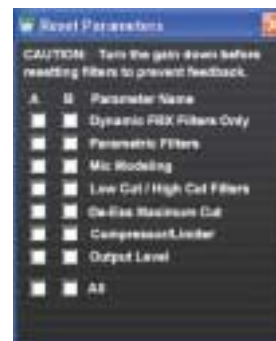 Reset Parameters
CAUTION: Turn the gain down before
resetting filters to prevent feedback.
A B Parameter Name
Dynamic FBX Filters Only
Parametric Filters
Mic Modeling
Low Cut / High Cut Filters
De-Ess Maximum Cut
Compressor/Limiter
Output Level
All